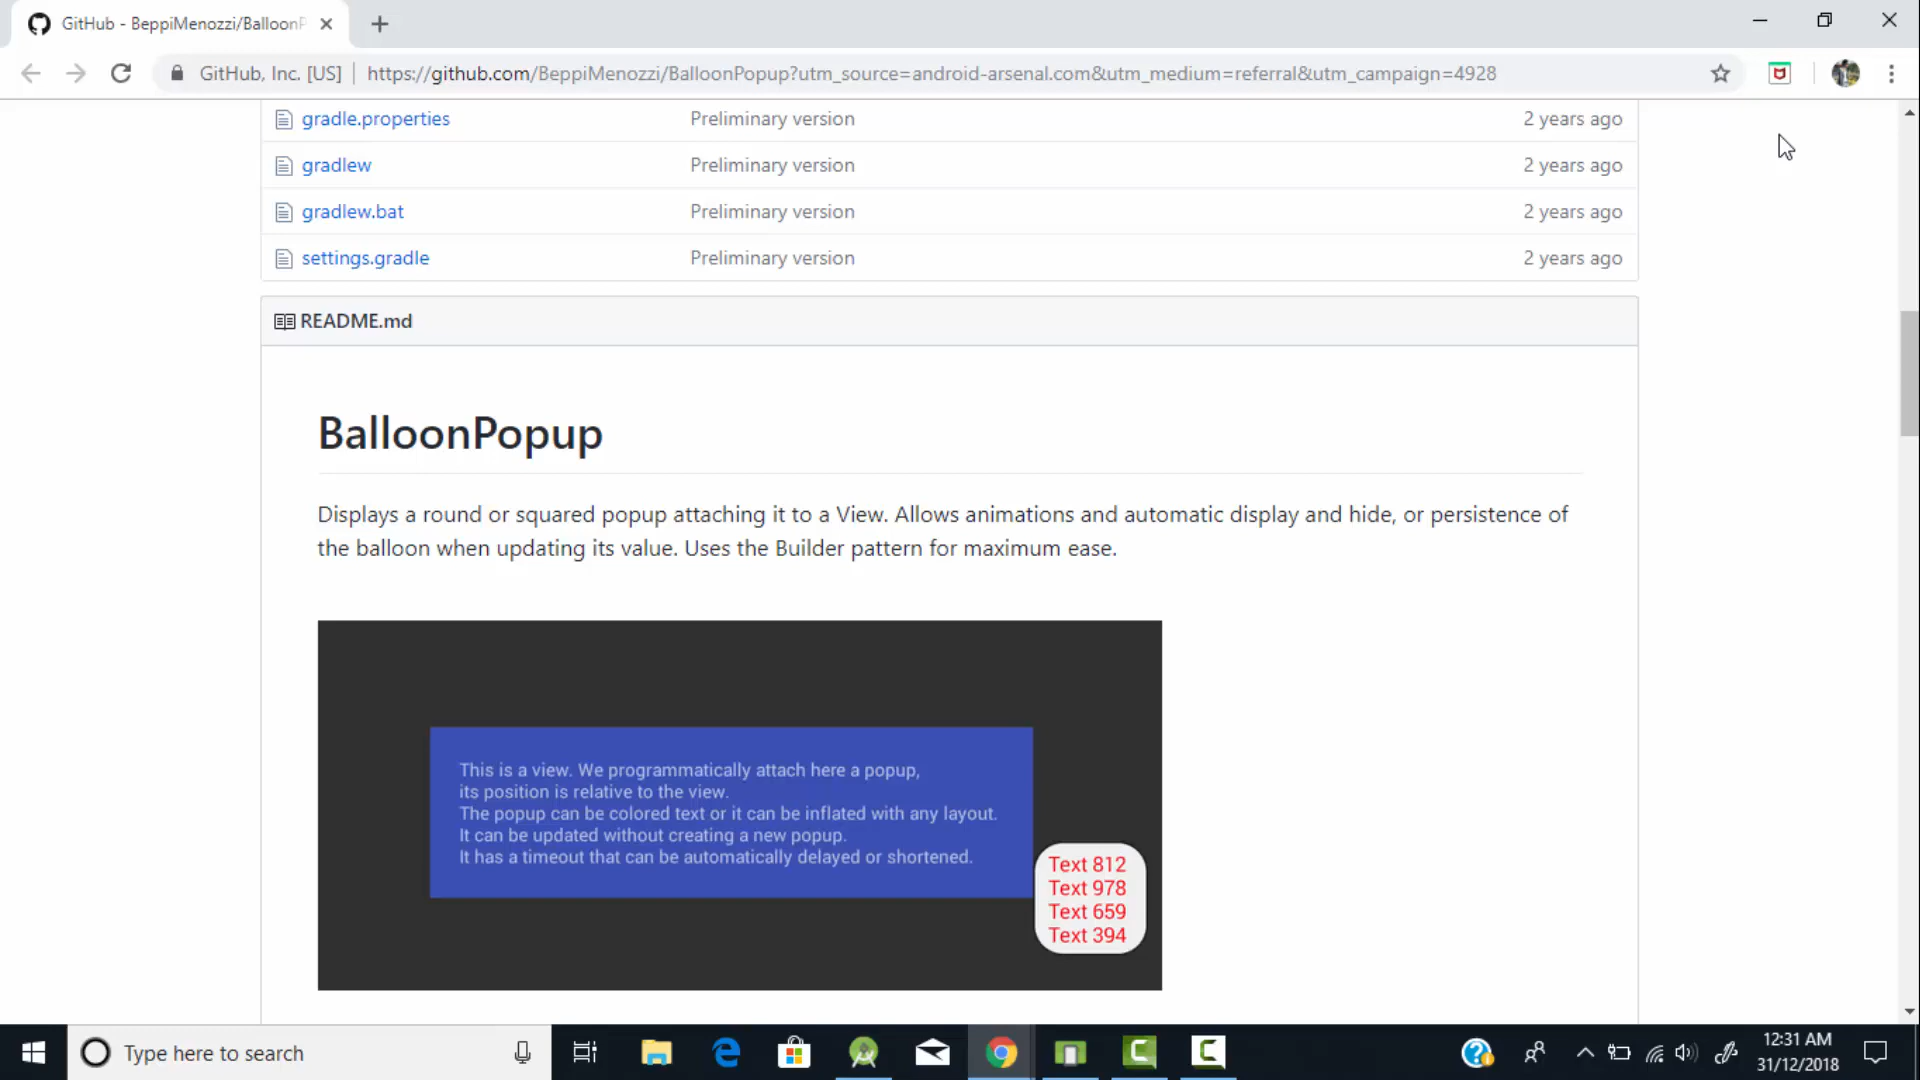 GitHub - BeppiMenozzi/BalloonP
GitHub, Inc. [US]
https://github.com/BeppiMenozzi/BalloonPopup?utm_source=android-arsenal.com&utm_medium=referral&utm_campaign=4928
gradle.properties Preliminary version 2 years ago
gradlew Preliminary version 2 years ago
gradlew.bat Preliminary version 2 years ago
settings.gradle Preliminary version 2 years ago
README.md
BalloonPopup
Displays a round or squared popup attaching it to a View. Allows animations and automatic display and hide, or persistence of
the balloon when updating its value. Uses the Builder pattern for maximum ease.
This is a view. We programmatically attach here a popup,
its position is relative to the view.
The popup can be colored text or it can be inflated with any layout.
It can be updated without creating a new popup.
It has a timeout that can be automatically delayed or shortened.
Text 812
Text 978
Text 659
Text 394
Type here to search
12:31 AM
31/12/2018